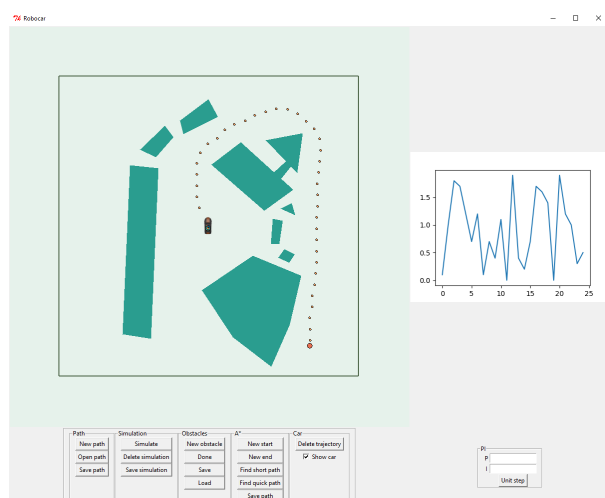 Robocar
1.5
1.0
0.5
0.0
0 5 10 15 20 25
Path Simulation Obstacles A* Car
New path Simulate New obstacle New start Delete trajectory
Open path Delete simulation Done New end Show car
Save path Save simulation Save Find short path
Load Find quick path
Save path
PI
P
I
Unit step